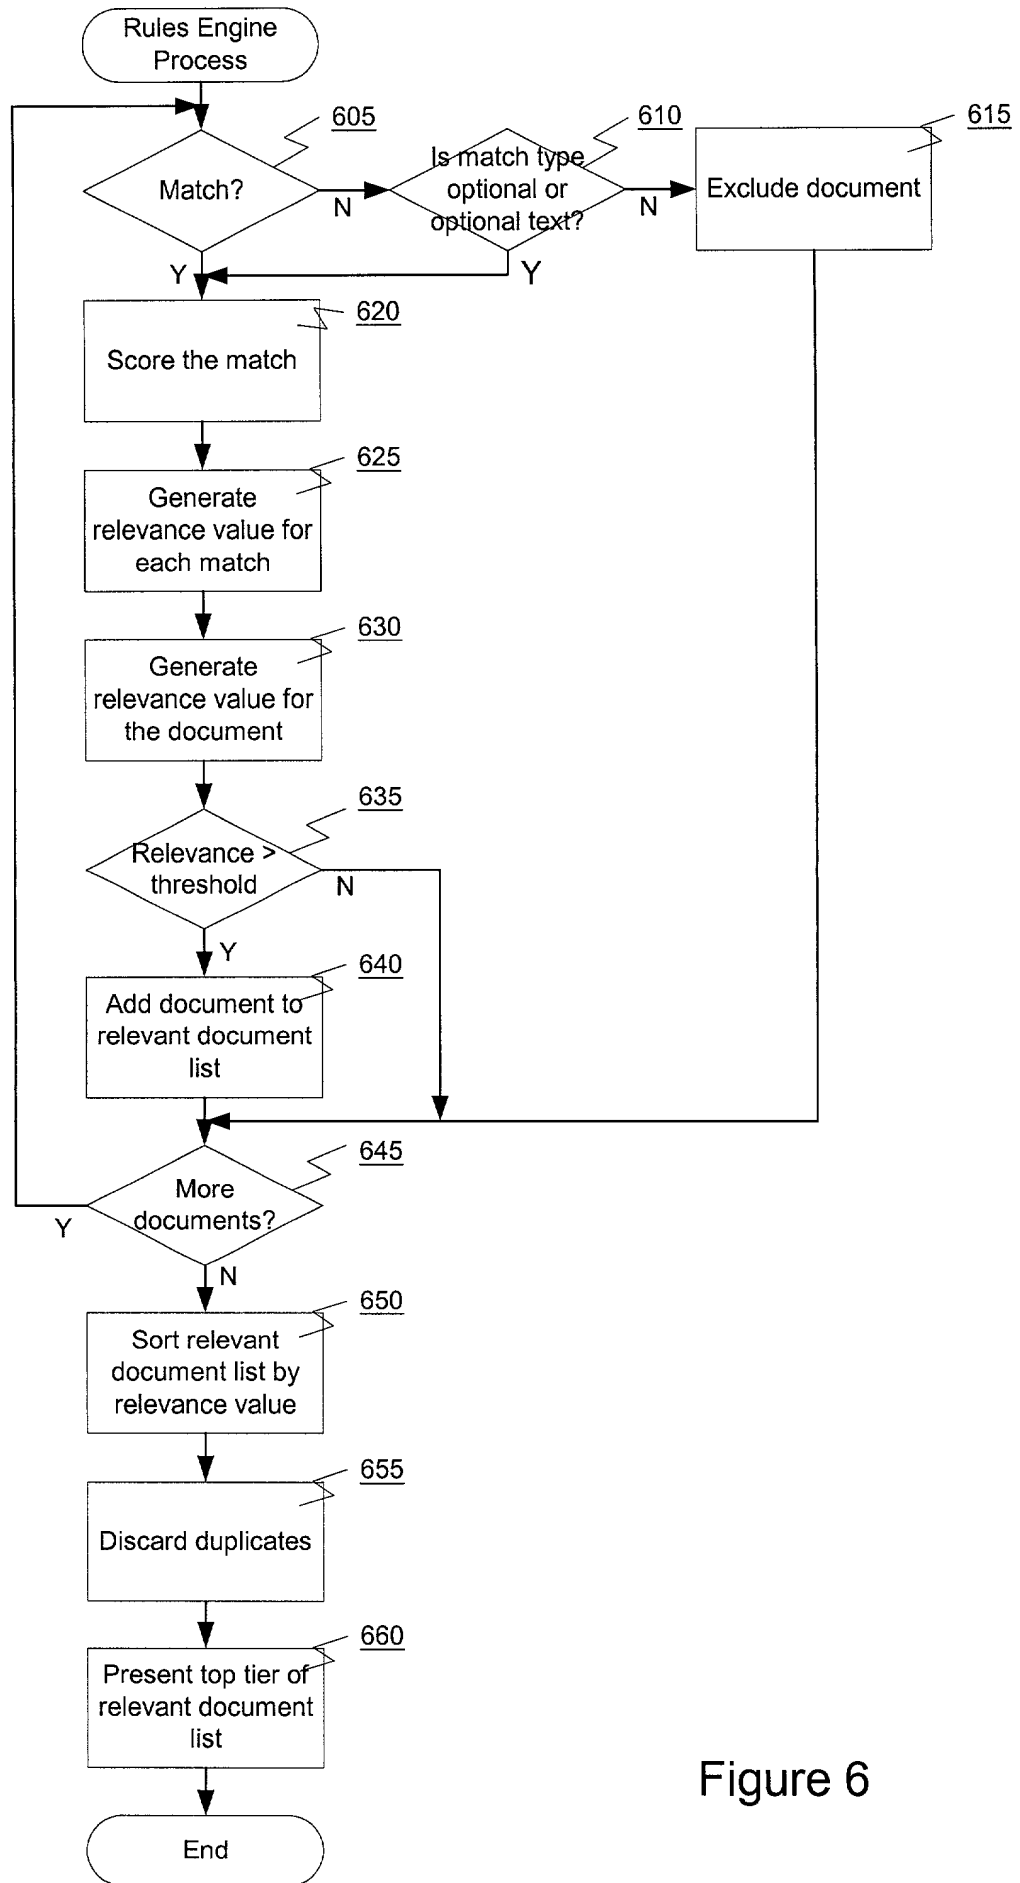 Rules Engine
Process
605
610
615
Match?
N
Is match type
optional or
optional text?
N
Exclude document
Y
Y
620
Score the match
625
Generate
relevance value for
each match
630
Generate
relevance value for
the document
635
Relevance >
threshold
N
Y
640
Add document to
relevant document
list
645
More
documents?
Y
N
650
Sort relevant
document list by
relevance value
655
Discard duplicates
660
Present top tier of
relevant document
list
Figure 6
End